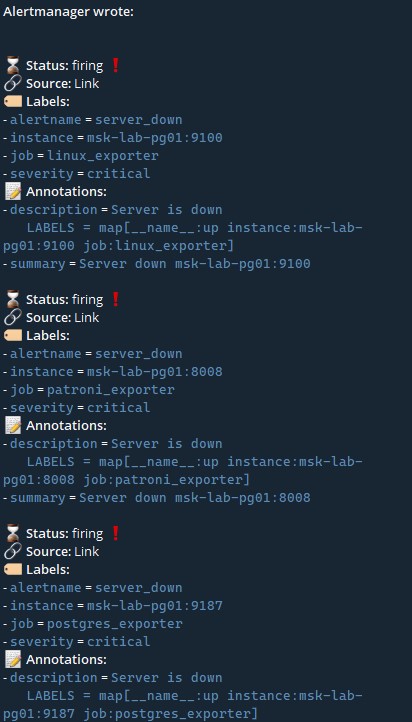 Alertmanager wrote:
Status: firing
Source: Link
Labels:
- alertname = server_down
- instance = msk-lab-pg01:9100
- job = linux_exporter
- severity = critical
Annotations:
- description = Server is down
LABELS = map[__name__:up instance:msk-lab-
pg01:9100 job:linux_exporter]
- summary = Server down msk-lab-pg01:9100
Status: firing
Source: Link
Labels:
- alertname = server_down
- instance = msk-lab-pg01:8008
- job = patroni_exporter
- severity = critical
Annotations:
- description = Server is down
LABELS = map[__name__:up instance:msk-lab-
pg01:8008 job:patroni_exporter]
- summary = Server down msk-lab-pg01:8008
Status: firing
Source: Link
Labels:
- alertname = server_down
- instance = msk-lab-pg01:9187
- job = postgres_exporter
- severity = critical
Annotations:
- description = Server is down
LABELS = map[__name__:up instance:msk-lab-
pg01:9187 job:postgres_exporter]